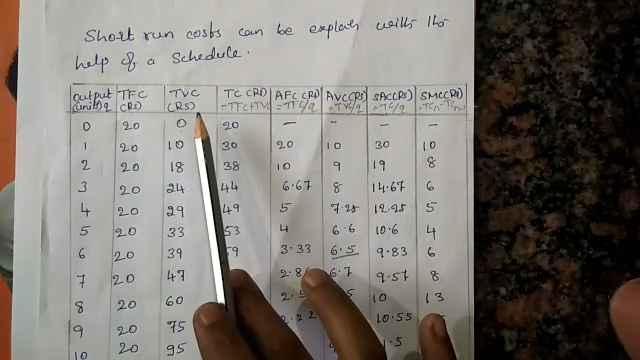 Short run costs can be explain with the
help of a Schedule.
output (units) q TFC (RS) TVC (RS) TC (RS) =TFC+TVC AFC (RS) =TFC/q AVC (RS) =TVC/q SAC (RS) =TC/q SMC (RS)
0 20 0 20 — — —
1 20 10 30 20 10 30 10
2 20 18 38 10 9 19 8
3 20 24 44 6.67 8 14.67 6
4 20 29 49 5 7.25 12.25 5
5 20 33 53 4 6.6 10.6 4
6 20 39 59 3.33 6.5 9.83 6
7 20 47 6.7 9.57 8
8 20 60 10 13
9 20 75 2.22 10.55
10 20 95